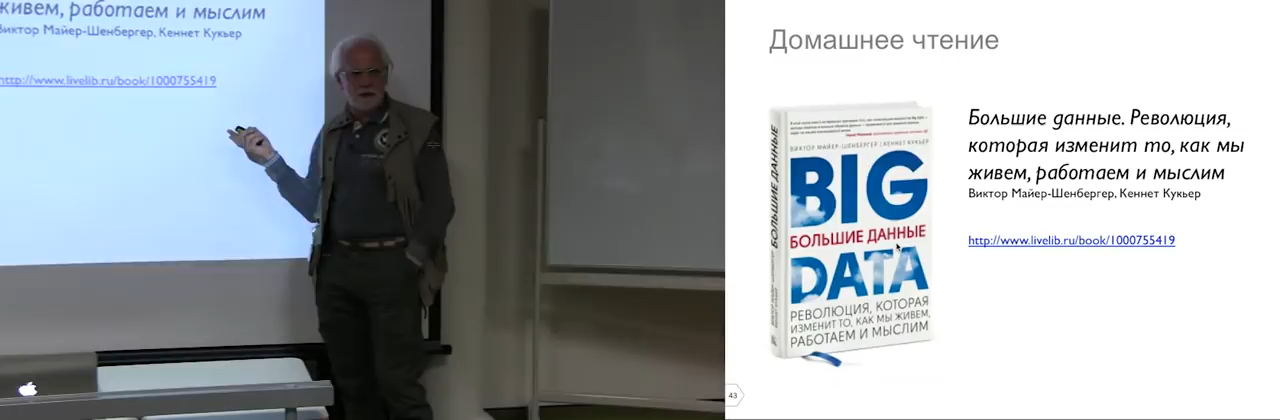 живем, работаем и мыслим
Виктор Майер-Шенбергер, Кеннет Кукьер
http://www.livelib.ru/book/1000755419
Домашнее чтение
ВИКТОР МАЙЕР-ШЕНБЕРГЕР / КЕННЕТ КУКЬЕР
БОЛЬШИЕ ДАННЫЕ
BIG
БОЛЬШИЕ ДАННЫЕ
DATA
РЕВОЛЮЦИЯ, КОТОРАЯ
ИЗМЕНИТ ТО, КАК МЫ ЖИВЕМ,
РАБОТАЕМ И МЫСЛИМ
Большие данные. Революция,
которая изменит то, как мы
живем, работаем и мыслим
Виктор Майер-Шенбергер, Кеннет Кукьер
http://www.livelib.ru/book/1000755419
43